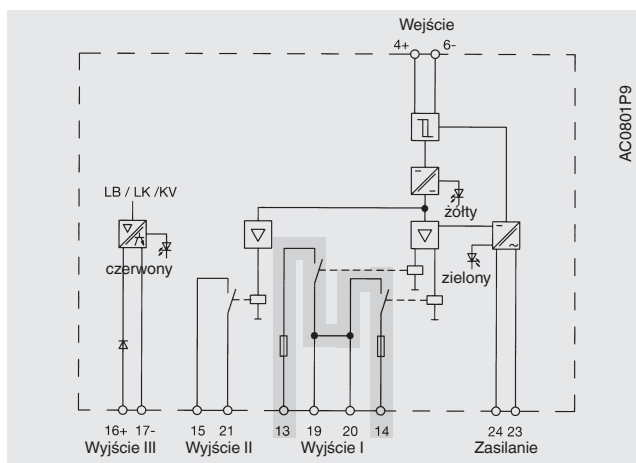 Wejście
4+ 6-
AC0801P9
LB / LK /KV
żółty
czerwony
zielony
16+ 17- 15 21 13 19 20 14 24 23
Wyjście III Wyjście II Wyjście I Zasilanie